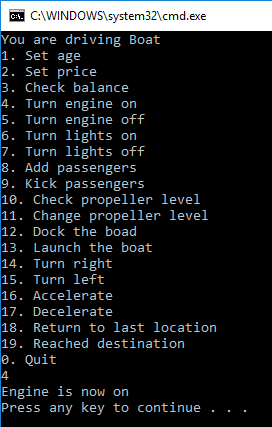 C:\WINDOWS\system32\cmd.exe
You are driving Boat
1. Set age
2. Set price
3. Check balance
4. Turn engine on
5. Turn engine off
6. Turn lights on
7. Turn lights off
8. Add passengers
9. Kick passengers
10. Check propeller level
11. Change propeller level
12. Dock the boad
13. Launch the boat
14. Turn right
15. Turn left
16. Accelerate
17. Decelerate
18. Return to last location
19. Reached destination
0. Quit
4
Engine is now on
Press any key to continue . . .